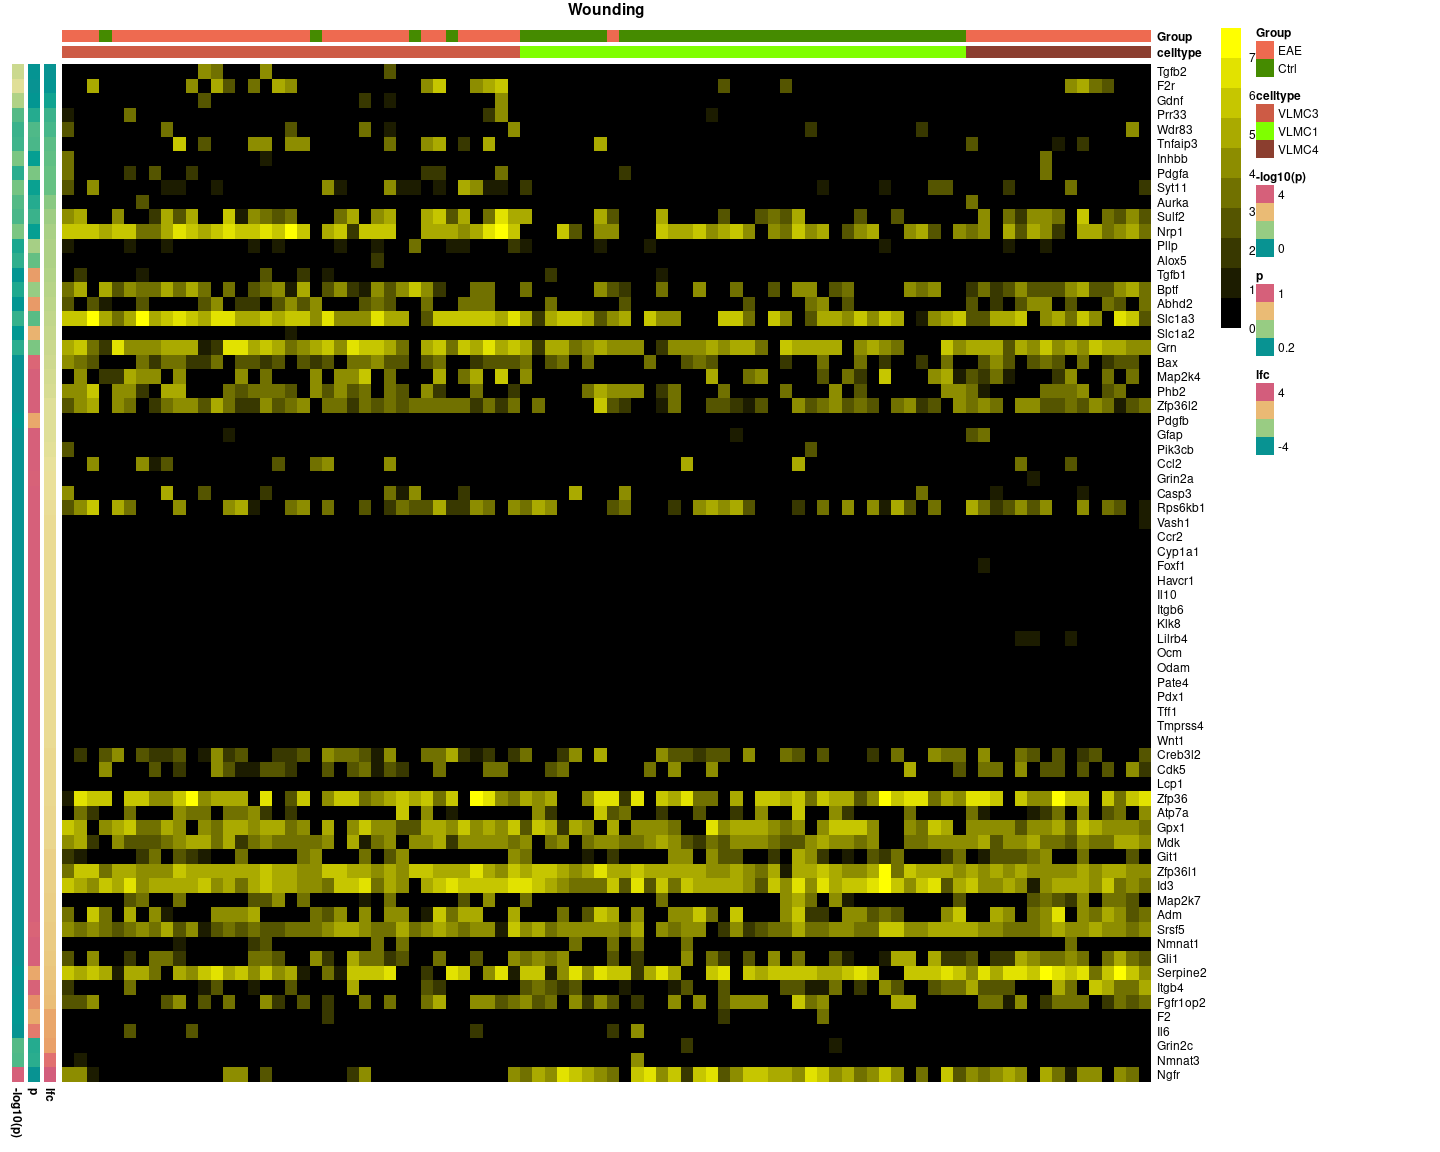 Wounding
Group
celltype
Tgfb2
F2r
Gdnf
Prr33
Wdr83
Tnfaip3
Inhbb
Pdgfa
Syt11
Aurka
Sulf2
Nrp1
Pllp
Alox5
Tgfb1
Bptf
Abhd2
Slc1a3
Slc1a2
Grn
Bax
Map2k4
Phb2
Zfp36l2
Pdgfb
Gfap
Pik3cb
Ccl2
Grin2a
Casp3
Rps6kb1
Vash1
Ccr2
Cyp1a1
Foxf1
Havcr1
Il10
Itgb6
Klk8
Lilrb4
Ocm
Odam
Pate4
Pdx1
Tff1
Tmprss4
Wnt1
Creb3l2
Cdk5
Lcp1
Zfp36
Atp7a
Gpx1
Mdk
Git1
Zfp36l1
Id3
Map2k7
Adm
Srsf5
Nmnat1
Gli1
Serpine2
Itgb4
Fgfr1op2
F2
Il6
Grin2c
Nmnat3
Ngfr
-log10(p)
p
lfc
7
6
5
4
3
2
1
0
Group
EAE
Ctrl
celltype
VLMC3
VLMC1
VLMC4
-log10(p)
4
0
p
1
0.2
lfc
4
-4